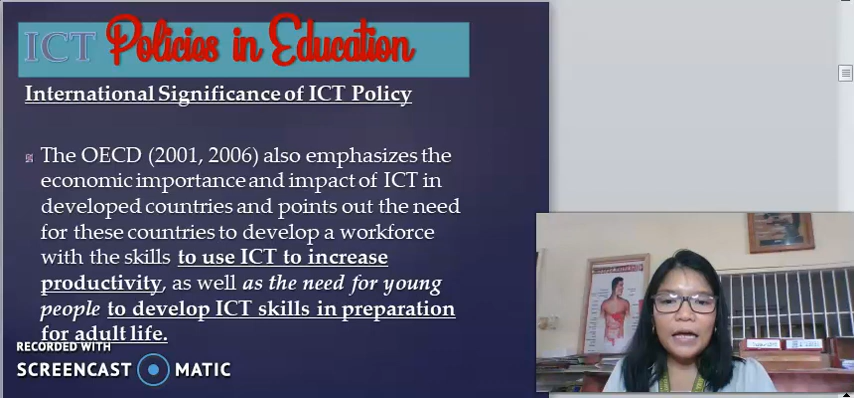 ICT Policies in Education
International Significance of ICT Policy
The OECD (2001, 2006) also emphasizes the
economic importance and impact of ICT in
developed countries and points out the need
for these countries to develop a workforce
with the skills to use ICT to increase
productivity, as well as the need for young
people to develop ICT skills in preparation
for adult life.
RECORDED WITH
SCREENCAST MATIC